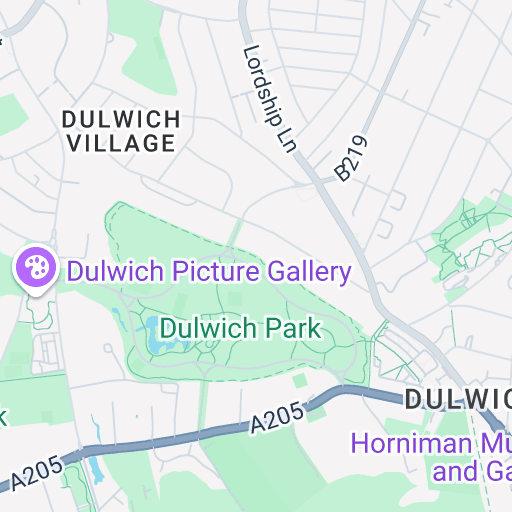 Lordship Ln
DULWICH
VILLAGE
B219
Dulwich Picture Gallery
Dulwich Park
DULWIC
A205
Horniman Mu
and Ga
A205
k